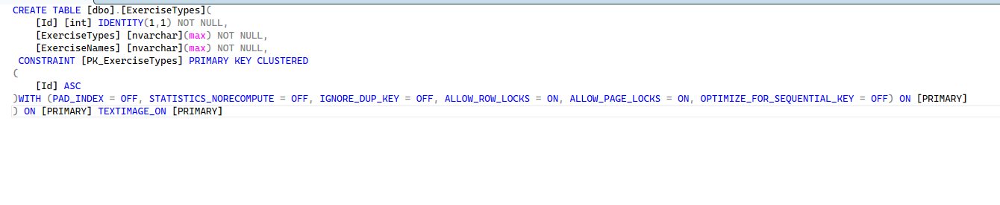 CREATE TABLE [dbo].[ExerciseTypes](
    [Id] [int] IDENTITY(1,1) NOT NULL,
    [ExerciseTypes] [nvarchar](max) NOT NULL,
    [ExerciseNames] [nvarchar](max) NOT NULL,
 CONSTRAINT [PK_ExerciseTypes] PRIMARY KEY CLUSTERED
(
    [Id] ASC
)WITH (PAD_INDEX = OFF, STATISTICS_NORECOMPUTE = OFF, IGNORE_DUP_KEY = OFF, ALLOW_ROW_LOCKS = ON, ALLOW_PAGE_LOCKS = ON, OPTIMIZE_FOR_SEQUENTIAL_KEY = OFF) ON [PRIMARY]
) ON [PRIMARY] TEXTIMAGE_ON [PRIMARY]